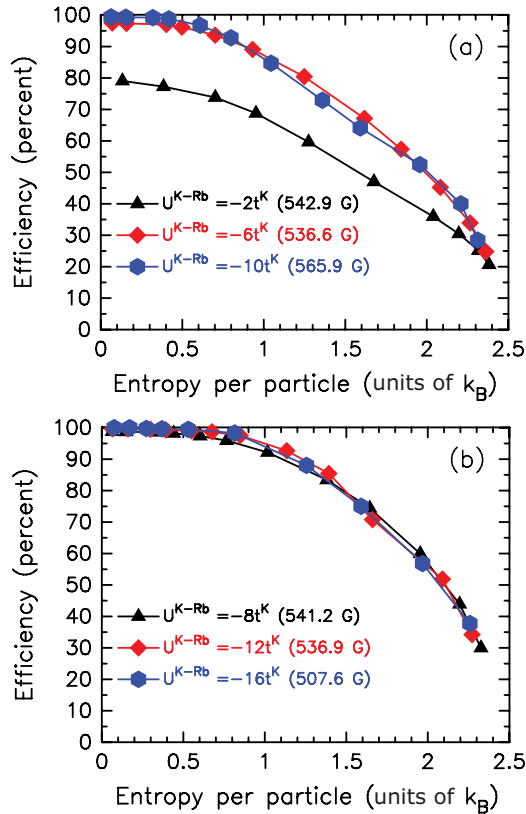 100
90
80
70
60
50
40
30
20
10
0
Efficiency (percent)
(a)
U^K−Rb =−2t^K (542.9 G)
U^K−Rb =−6t^K (536.6 G)
U^K−Rb =−10t^K (565.9 G)
0 0.5 1 1.5 2 2.5
Entropy per particle (units of k_B)
100
90
80
70
60
50
40
30
20
10
0
Efficiency (percent)
(b)
U^K−Rb =−8t^K (541.2 G)
U^K−Rb =−12t^K (536.9 G)
U^K−Rb =−16t^K (507.6 G)
0 0.5 1 1.5 2 2.5
Entropy per particle (units of k_B)